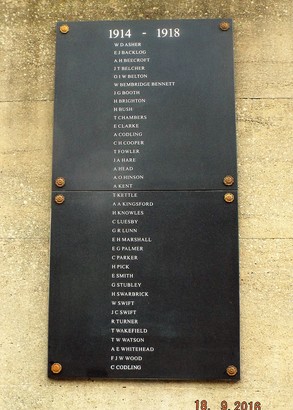 1914 - 1918
W D ASHER
E J BACKLOG
A H BEECROFT
J T BELCHER
O I W BELTON
W BEMBRIDGE BENNETT
J G BOOTH
H BRIGHTON
H BUSH
T CHAMBERS
E CLARKE
A CODLING
C H COOPER
T FOWLER
J A HARE
A HEAD
A O HINSON
A KENT
T KETTLE
A A KINGSFORD
H KNOWLES
C LUESBY
G R LUNN
E H MARSHALL
E G PALMER
C PARKER
H PICK
E SMITH
G STUBLEY
H SWARBRICK
W SWIFT
J C SWIFT
R TURNER
T WAKEFIELD
T W WATSON
A E WHITEHEAD
F J W WOOD
C CODLING
18. 9.2016